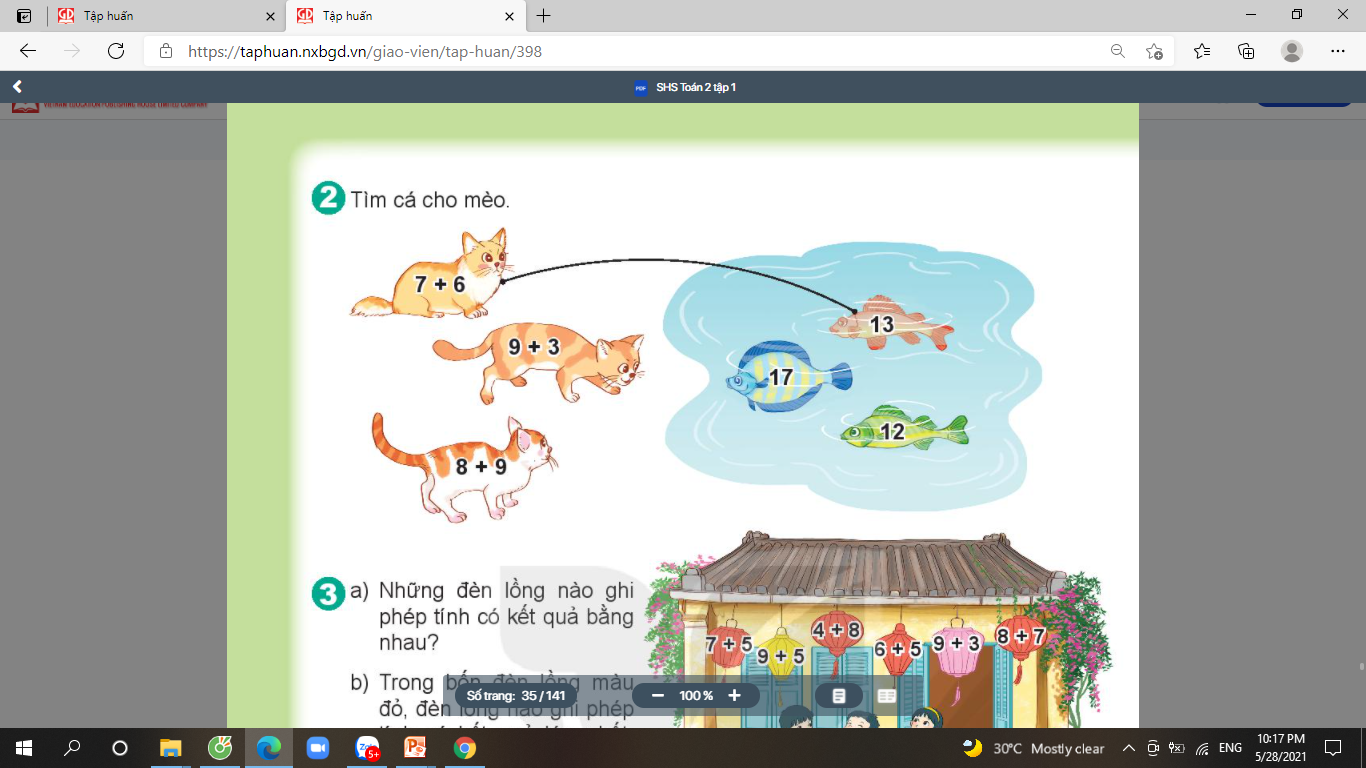 Tập huấn
Tập huấn
https://taphuan.nxbgd.vn/giao-vien/tap-huan/398
PDF SHS Toán 2 tập 1
2 Tìm cá cho mèo.
7 + 6
9 + 3
8 + 9
13
17
12
3 a) Những đèn lồng nào ghi
phép tính có kết quả bằng
nhau?
b) Trong bốn đèn lồng màu
đỏ, đèn lồng nào ghi phép
7 + 5
9 + 5
4 + 8
6 + 5
9 + 3
8 + 7
Số trang: 35 / 141
100 %
30°C Mostly clear
ENG
10:17 PM
5/28/2021